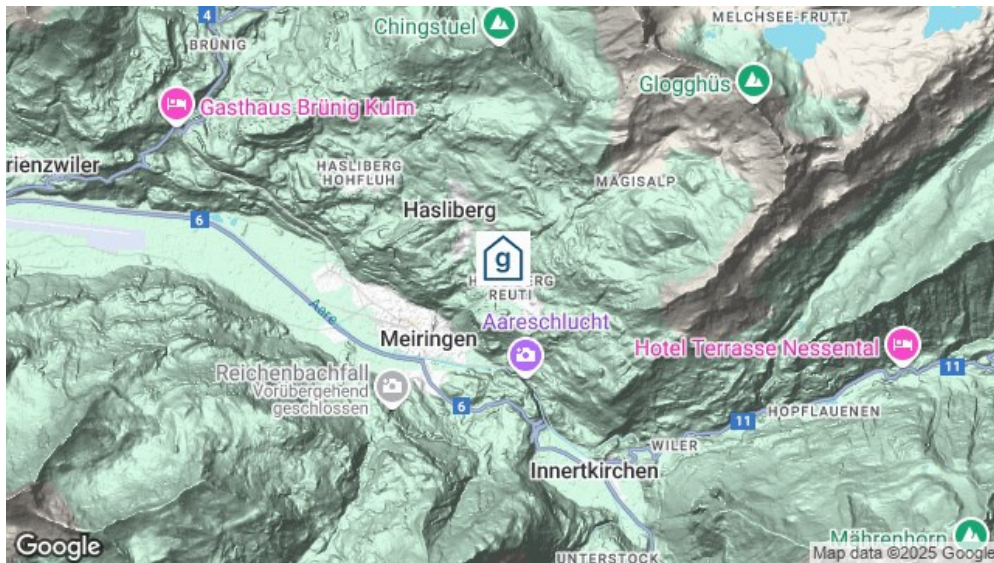 4
Chingstuel
MELCHSEE-FRUTT
BRÜNIG
Glogghüs
Gasthaus Brünig Kulm
rienzwiler
HASLIBERG
HOHFLUH
MÄGISALP
Hasliberg
6
g
REUTI
Aare
Aareschlucht
Meiringen
Hotel Terrasse Nessental
Reichenbachfall
Vorübergehend
geschlossen
11
6
11
HOPFLAUENEN
WILER
Innertkirchen
Mährenhorn
Google
UNTERSTOCK
Map data ©2025 Google